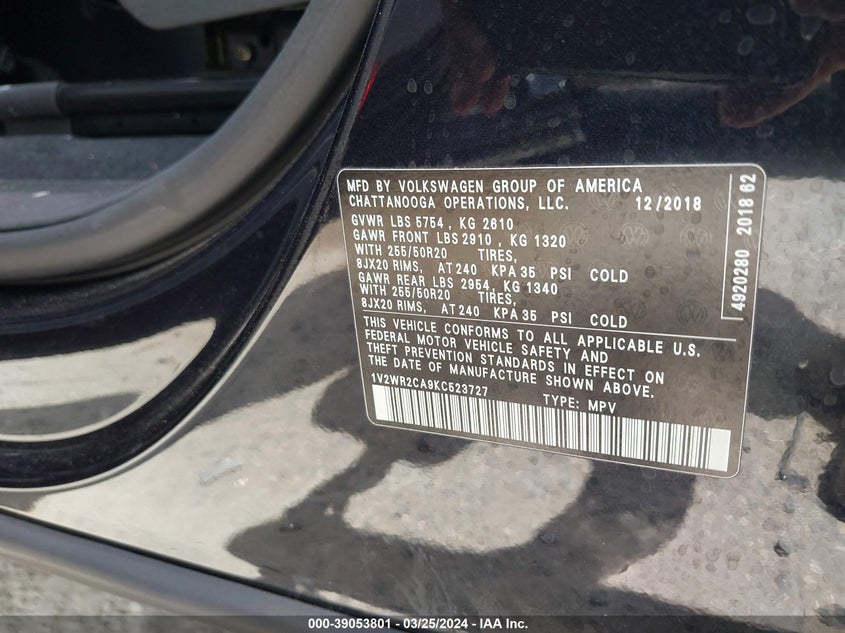 MFD BY VOLKSWAGEN GROUP OF AMERICA
CHATTANOOGA OPERATIONS, LLC. 12/2018
GVWR LBS 5754 , KG 2610
GAWR FRONT LBS 2910 , KG 1320
WITH 255/50R20 TIRES,
8JX20 RIMS, AT 240 KPA 35 PSI COLD
GAWR REAR LBS 2954, KG 1340
WITH 255/50R20 TIRES,
8JX20 RIMS, AT 240 KPA 35 PSI COLD
THIS VEHICLE CONFORMS TO ALL APPLICABLE U.S.
FEDERAL MOTOR VEHICLE SAFETY AND
THEFT PREVENTION STANDARDS IN EFFECT ON
THE DATE OF MANUFACTURE SHOWN ABOVE.
1V2WR2CA9KC523727 TYPE: MPV
4920280 2018 62
000-39053801 - 03/25/2024 - IAA Inc.